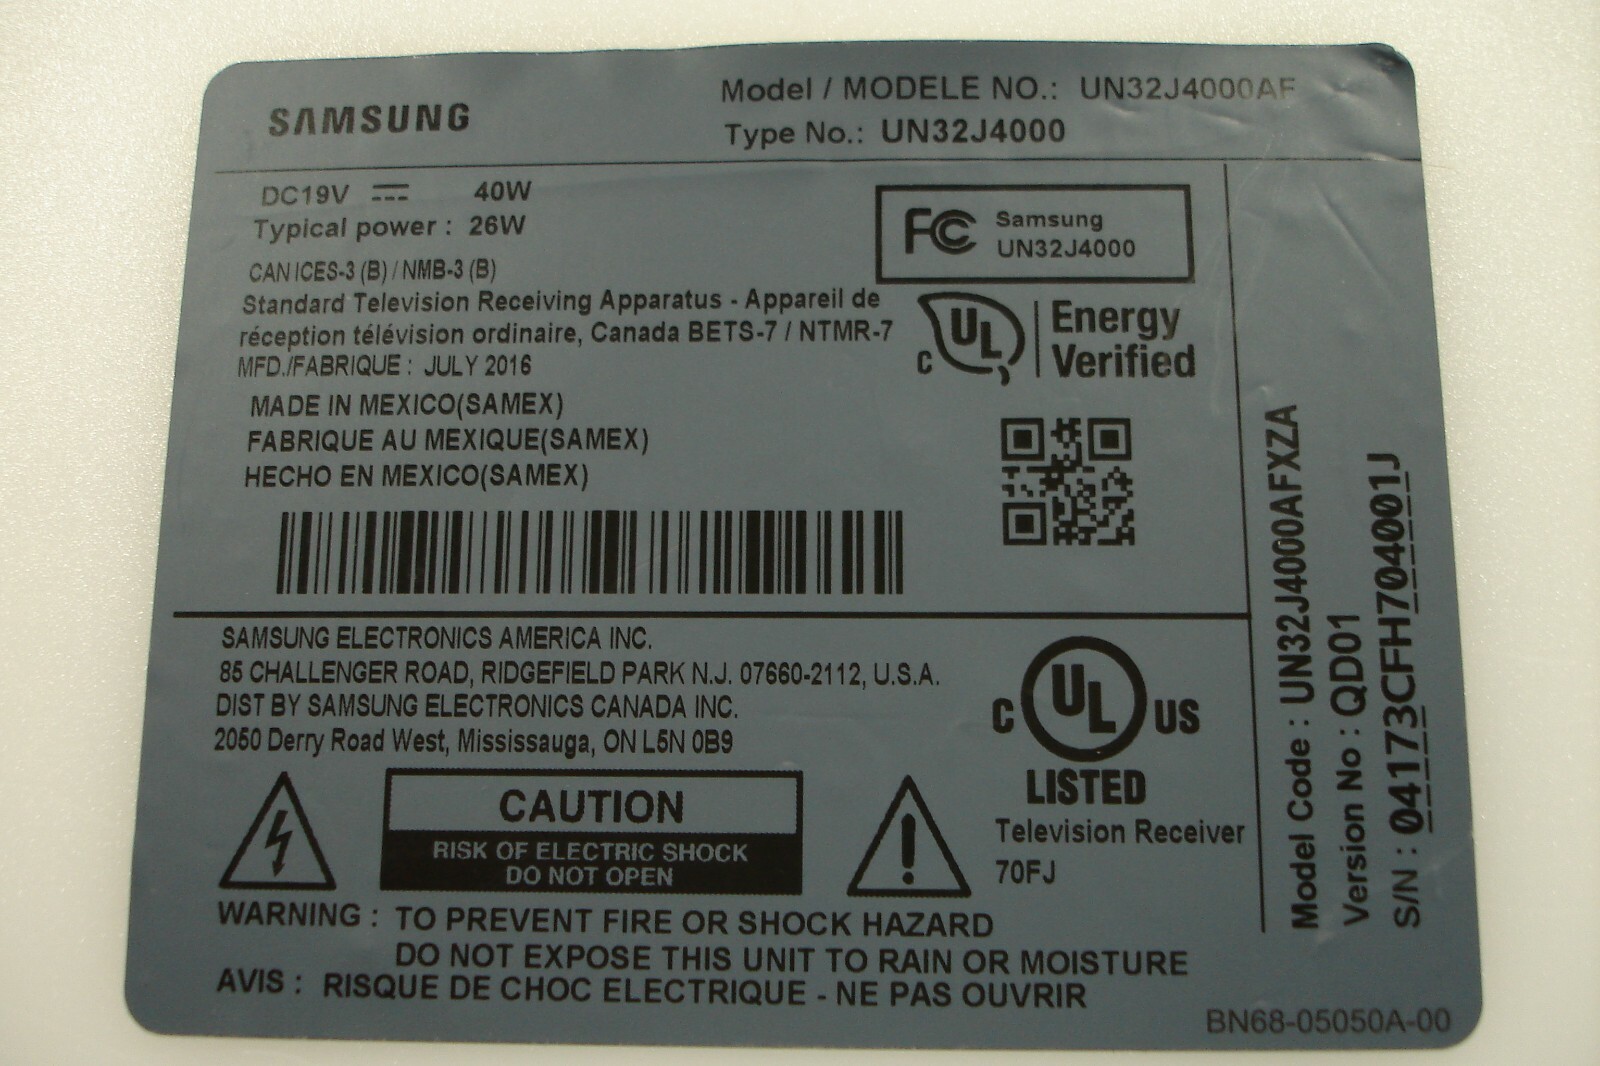 SAMSUNG
Model / MODELE NO.: UN32J4000AF
Type No.: UN32J4000
DC19V 40W
Typical power : 26W
CAN ICES-3 (B) / NMB-3 (B)
Standard Television Receiving Apparatus - Appareil de
réception télévision ordinaire, Canada BETS-7 / NTMR-7
MFD./FABRIQUE : JULY 2016
MADE IN MEXICO(SAMEX)
FABRIQUE AU MEXIQUE(SAMEX)
HECHO EN MEXICO(SAMEX)
FC Samsung
UN32J4000
C UL Energy
Verified
SAMSUNG ELECTRONICS AMERICA INC.
85 CHALLENGER ROAD, RIDGEFIELD PARK N.J. 07660-2112, U.S.A.
DIST BY SAMSUNG ELECTRONICS CANADA INC.
2050 Derry Road West, Mississauga, ON L5N 0B9
C UL US
LISTED
Television Receiver
70FJ
CAUTION
RISK OF ELECTRIC SHOCK
DO NOT OPEN
WARNING : TO PREVENT FIRE OR SHOCK HAZARD
DO NOT EXPOSE THIS UNIT TO RAIN OR MOISTURE
AVIS : RISQUE DE CHOC ELECTRIQUE - NE PAS OUVRIR
Model Code : UN32J4000AFXZA
Version No : QD01
S/N : 04173CFH704001J
BN68-05050A-00